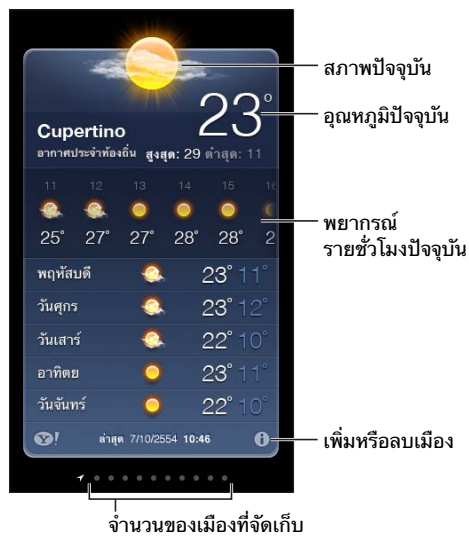 สภาพปัจจุบัน
23°
อุณหภูมิปัจจุบัน
Cupertino
อากาศประจำท้องถิ่น สูงสุด: 29 ต่ำสุด: 11
11 12 13 14 15 16
25° 27° 27° 28° 28° 2
พยากรณ์
รายชั่วโมงปัจจุบัน
พฤหัสบดี 23° 11°
วันศุกร 23° 12°
วันเสาร์ 22° 10°
อาทิตย 23° 11°
วันจันทร์ 22° 10°
Y! ล่าสุด 7/10/2554 10:46 i
เพิ่มหรือลบเมือง
จำนวนของเมืองที่จัดเก็บ